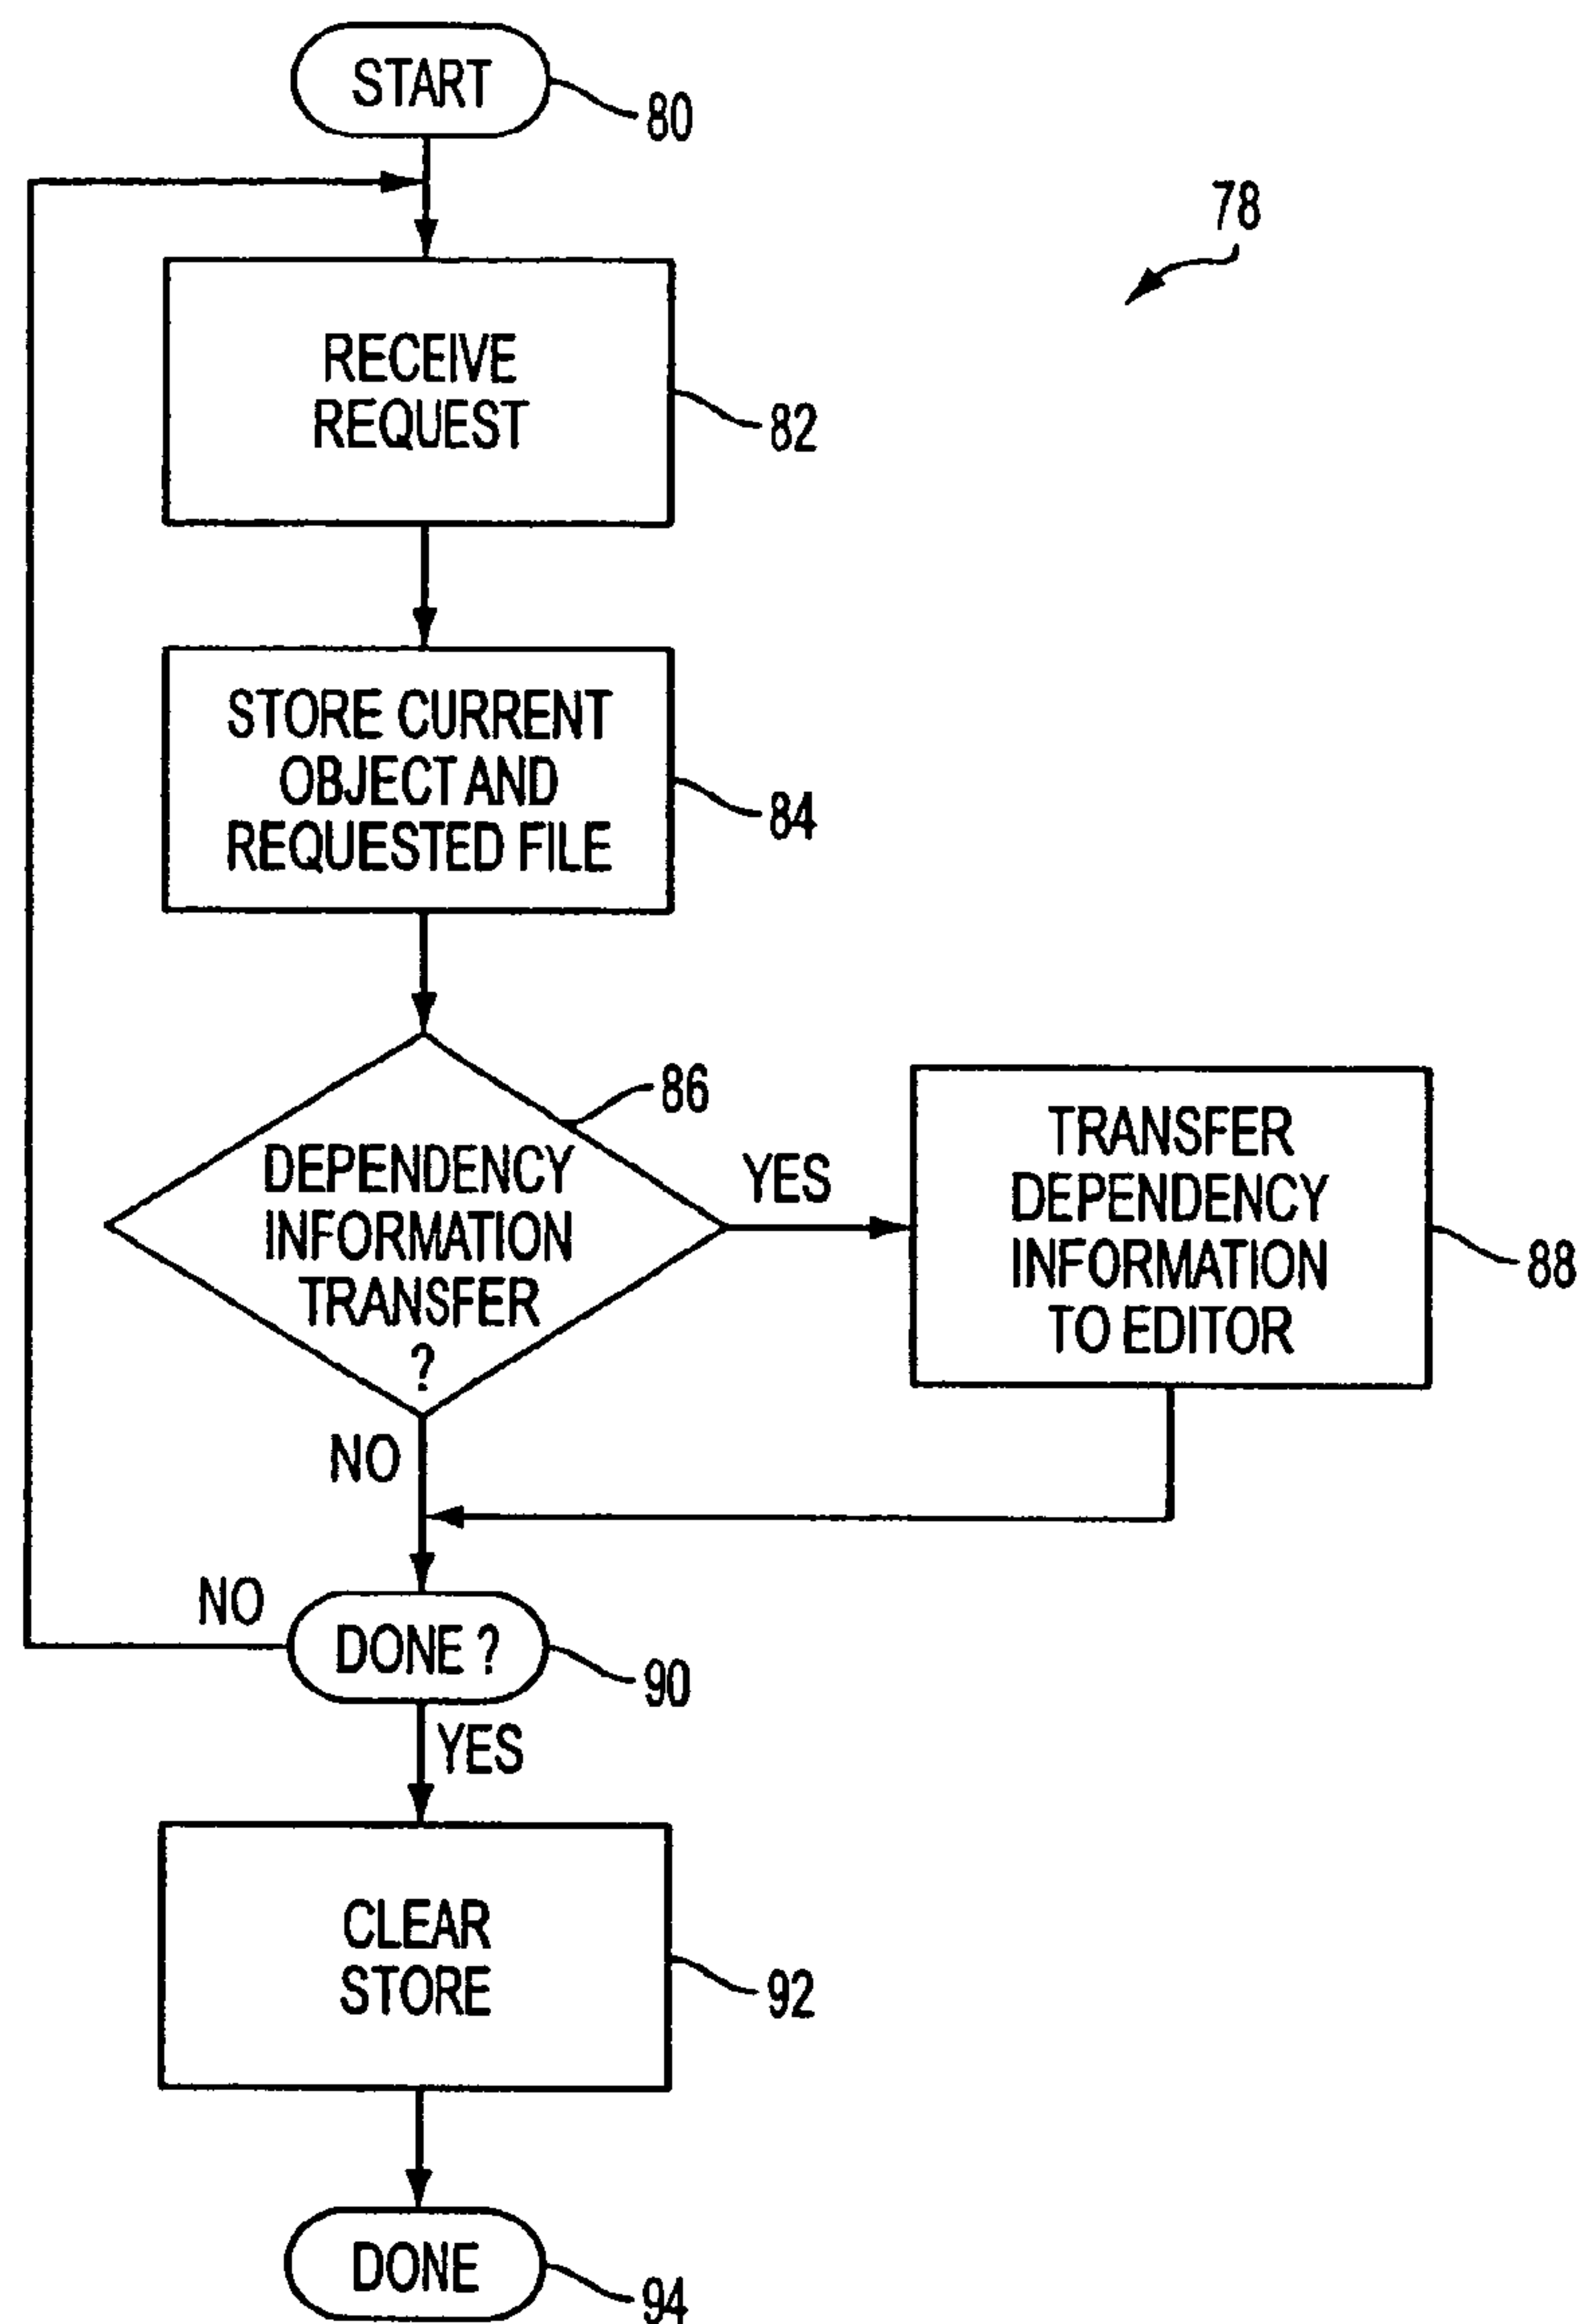 START
80
78
RECEIVE
REQUEST
82
STORE CURRENT
OBJECT AND
REQUESTED FILE
84
86
DEPENDENCY
INFORMATION
TRANSFER
?
YES
TRANSFER
DEPENDENCY
INFORMATION
TO EDITOR
88
NO
NO
DONE ?
90
YES
CLEAR
STORE
92
DONE
94